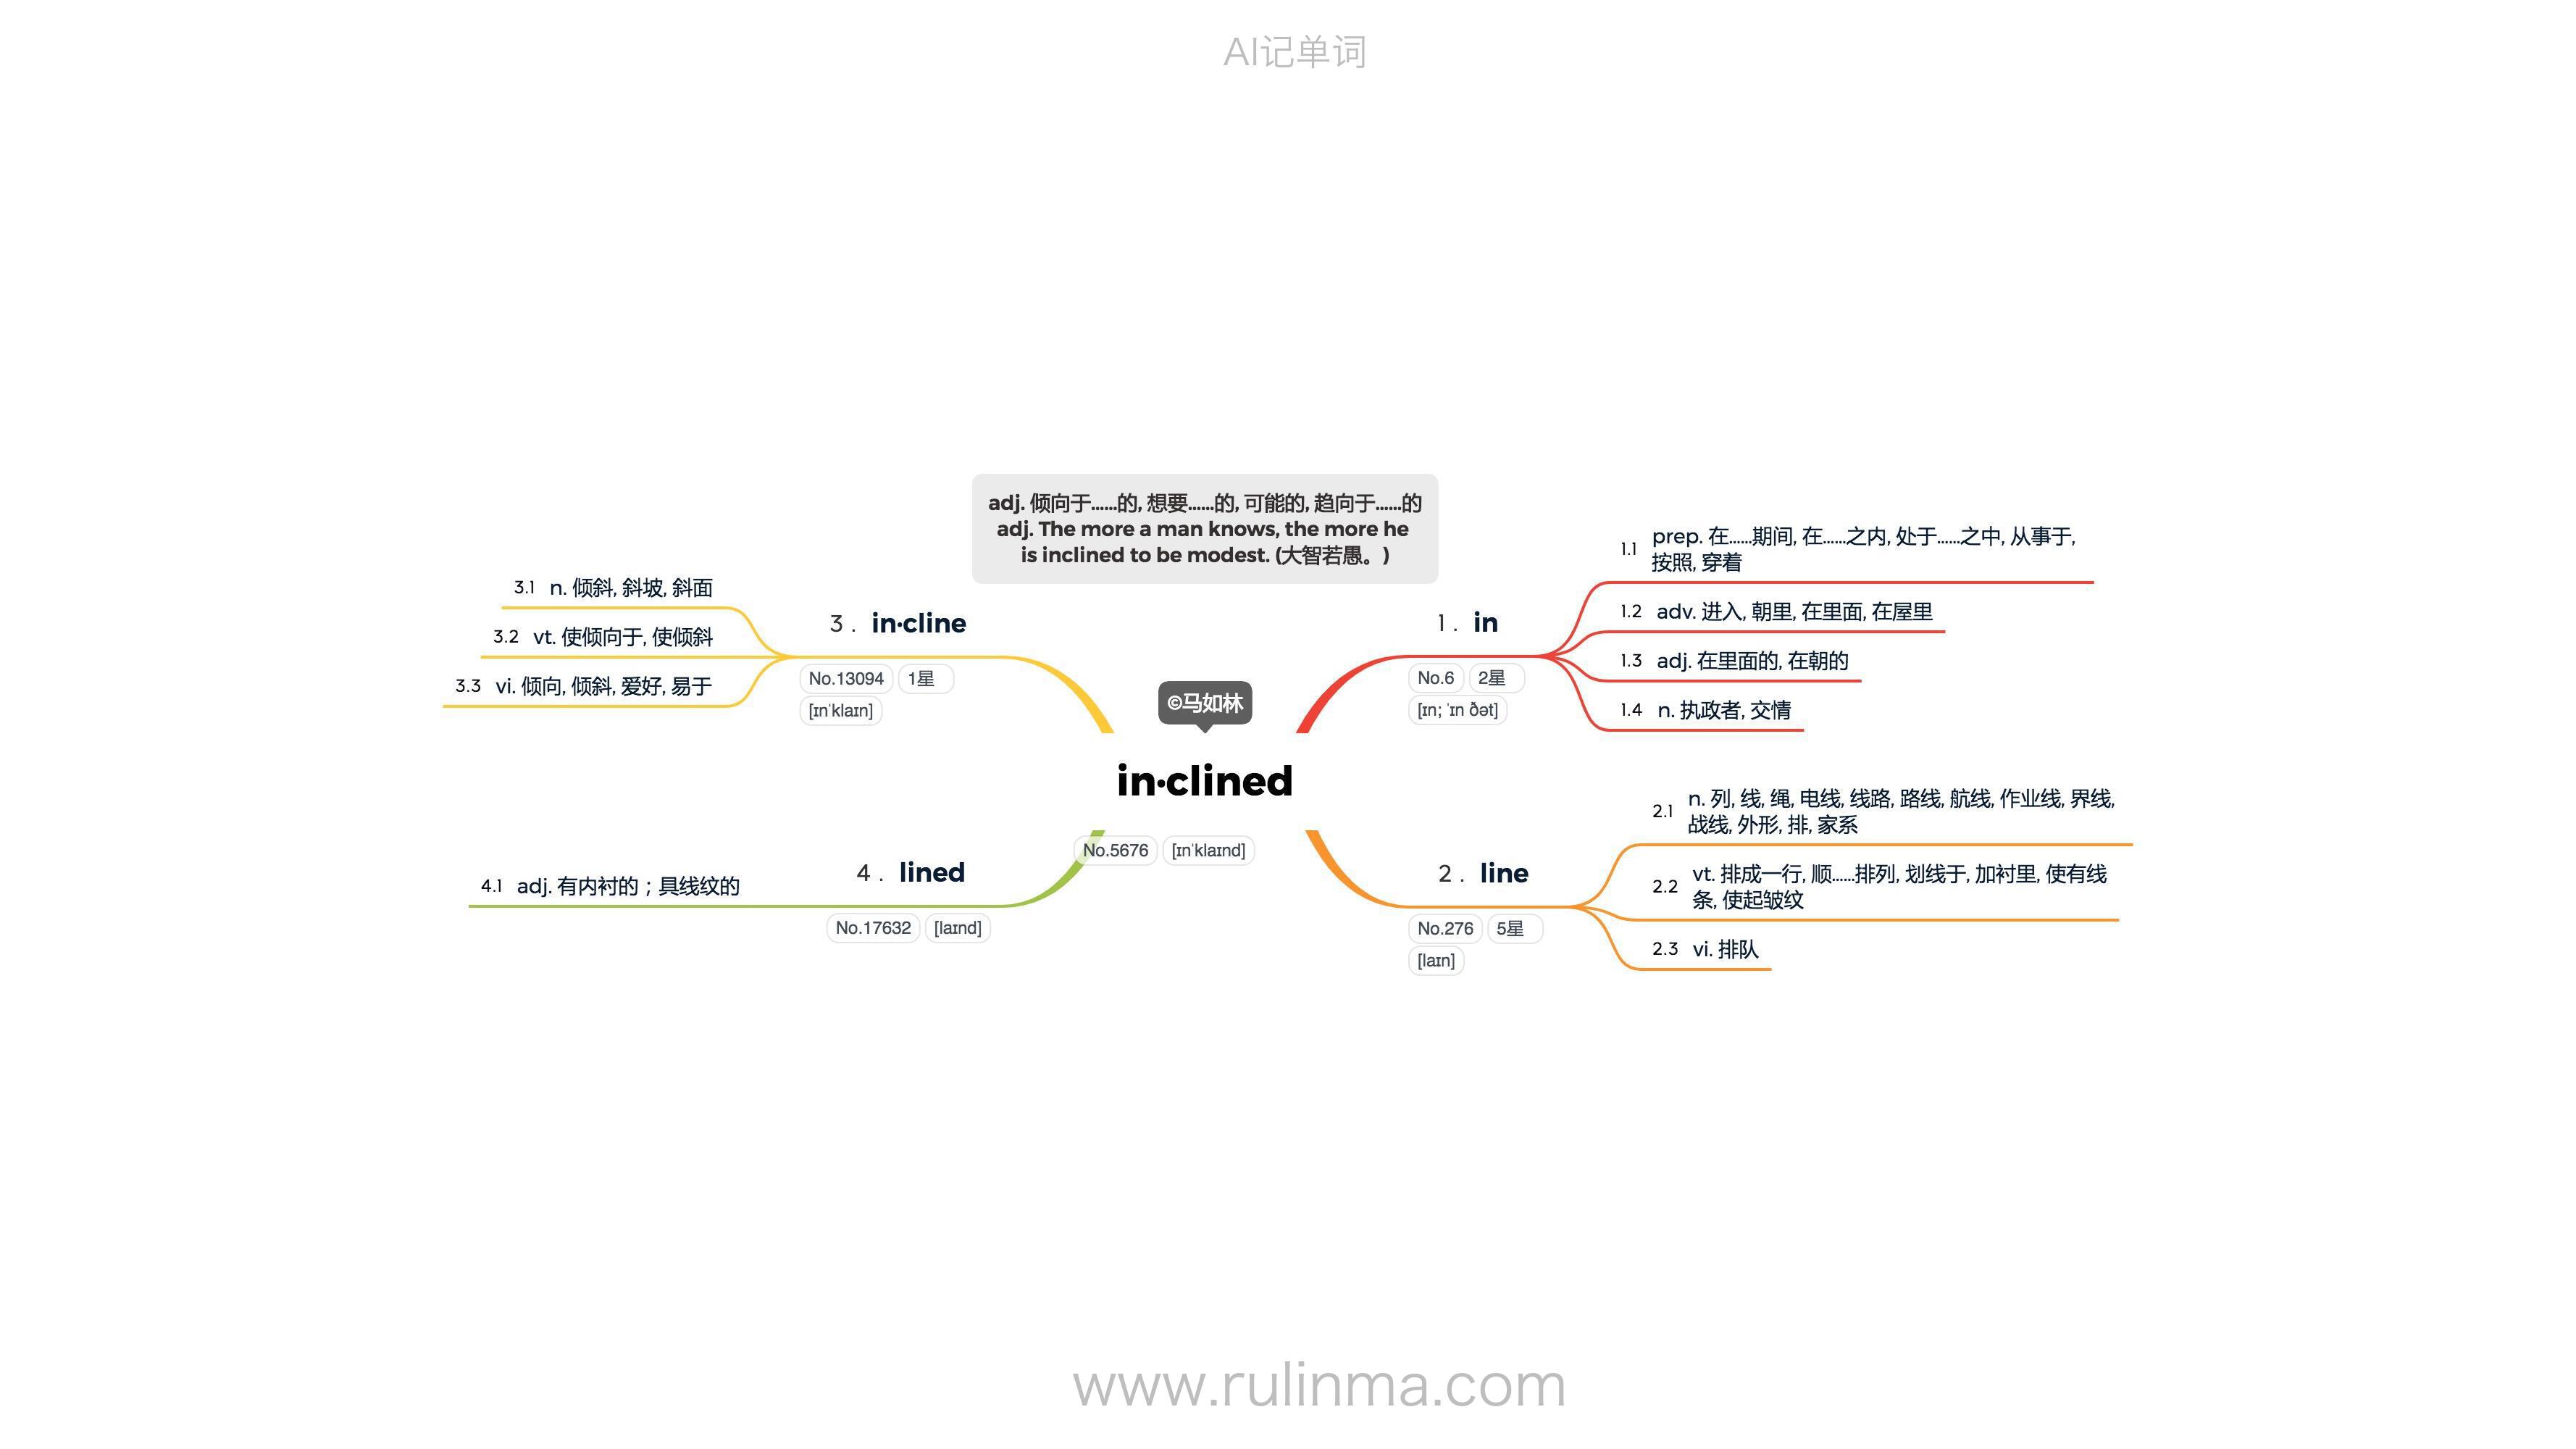 AI记单词
adj. 倾向于……的, 想要……的, 可能的, 趋向于……的
adj. The more a man knows, the more he
is inclined to be modest. (大智若愚。)
©马如林
in·clined
No.5676 [ɪnˈklaɪnd]
1. in
No.6 2星
[ɪn; ˈɪn ðət]
1.1 prep. 在……期间, 在……之内, 处于……之中, 从事于,
按照, 穿着
1.2 adv. 进入, 朝里, 在里面, 在屋里
1.3 adj. 在里面的, 在朝的
1.4 n. 执政者, 交情
2. line
No.276 5星
[laɪn]
2.1 n. 列, 线, 绳, 电线, 线路, 路线, 航线, 作业线, 界线,
战线, 外形, 排, 家系
2.2 vt. 排成一行, 顺……排列, 划线于, 加衬里, 使有线
条, 使起皱纹
2.3 vi. 排队
3. in·cline
No.13094 1星
[ɪnˈklaɪn]
3.1 n. 倾斜, 斜坡, 斜面
3.2 vt. 使倾向于, 使倾斜
3.3 vi. 倾向, 倾斜, 爱好, 易于
4. lined
No.17632 [laɪnd]
4.1 adj. 有内衬的；具线纹的
www.rulinma.com